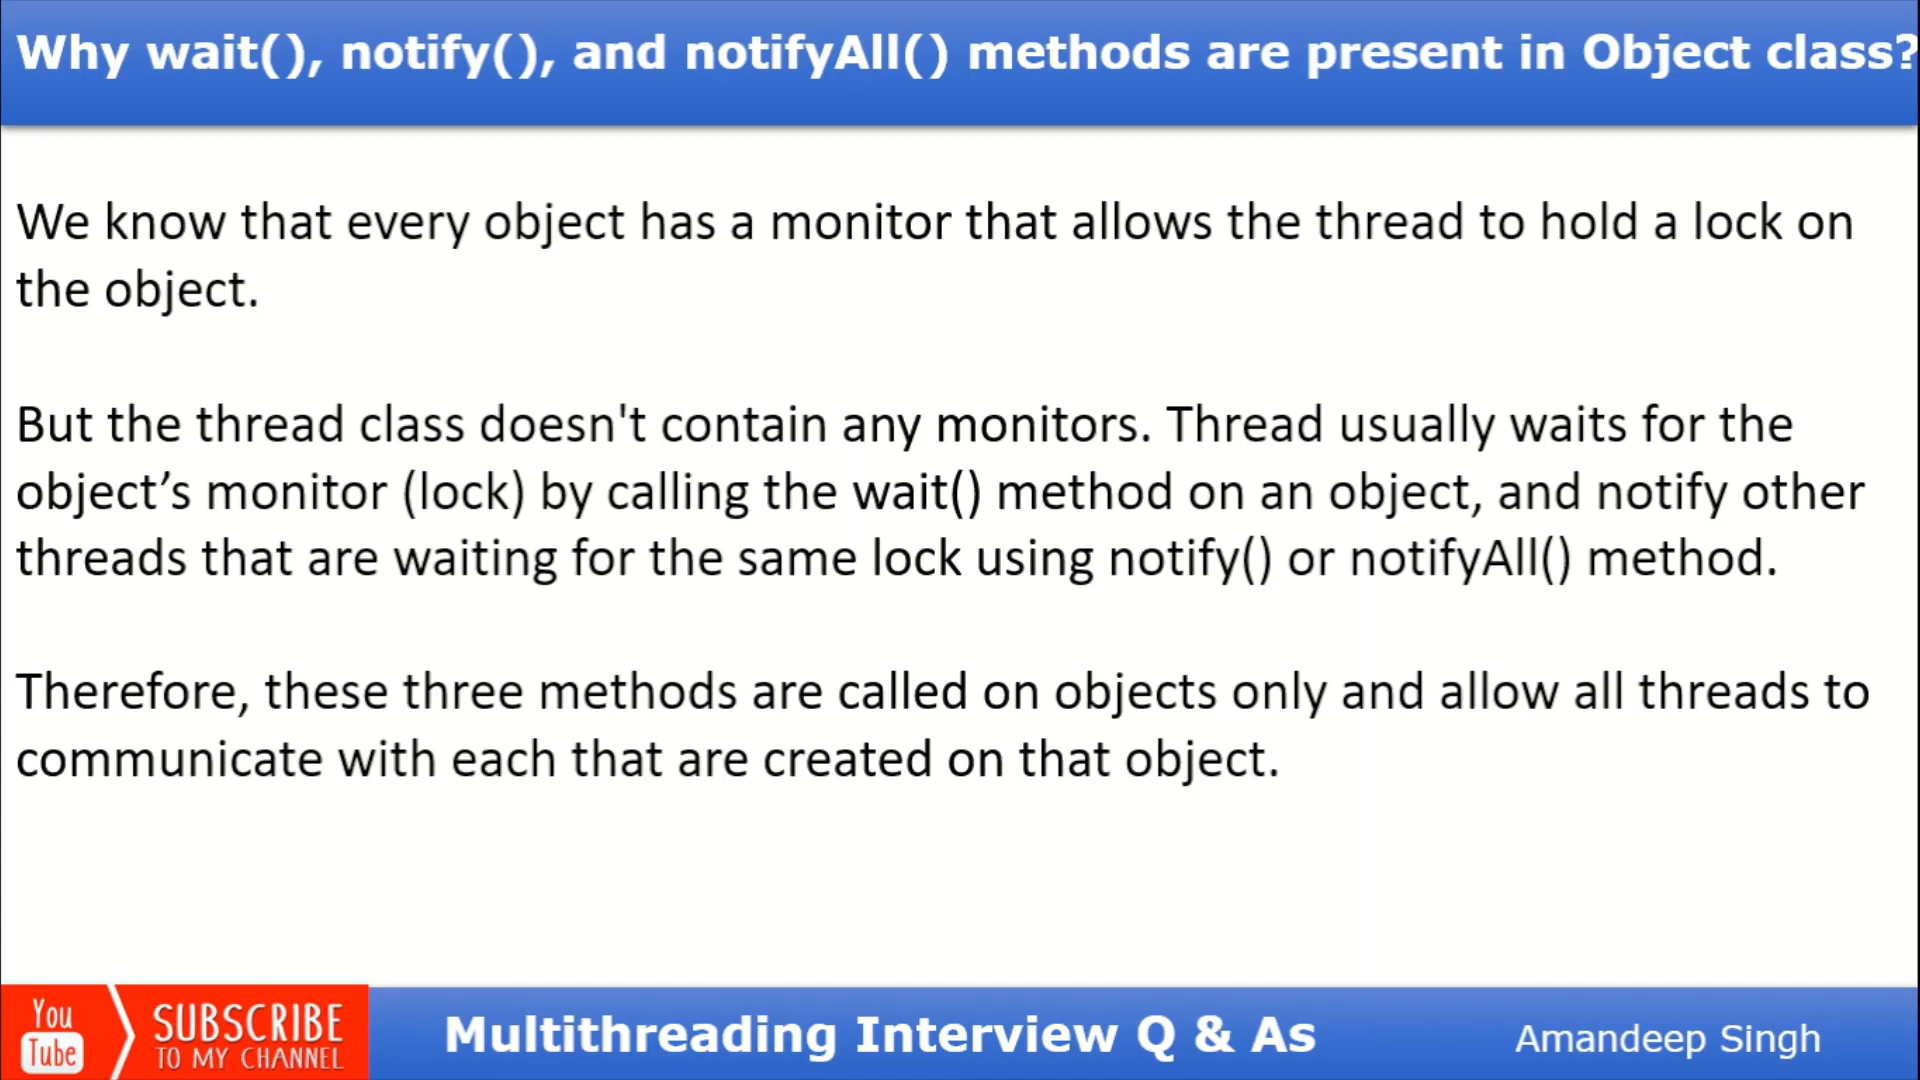 Why wait(), notify(), and notifyAll() methods are present in Object class?
We know that every object has a monitor that allows the thread to hold a lock on
the object.
But the thread class doesn't contain any monitors. Thread usually waits for the
object’s monitor (lock) by calling the wait() method on an object, and notify other
threads that are waiting for the same lock using notify() or notifyAll() method.
Therefore, these three methods are called on objects only and allow all threads to
communicate with each that are created on that object.
You
Tube
SUBSCRIBE
TO MY CHANNEL
Multithreading Interview Q & As
Amandeep Singh